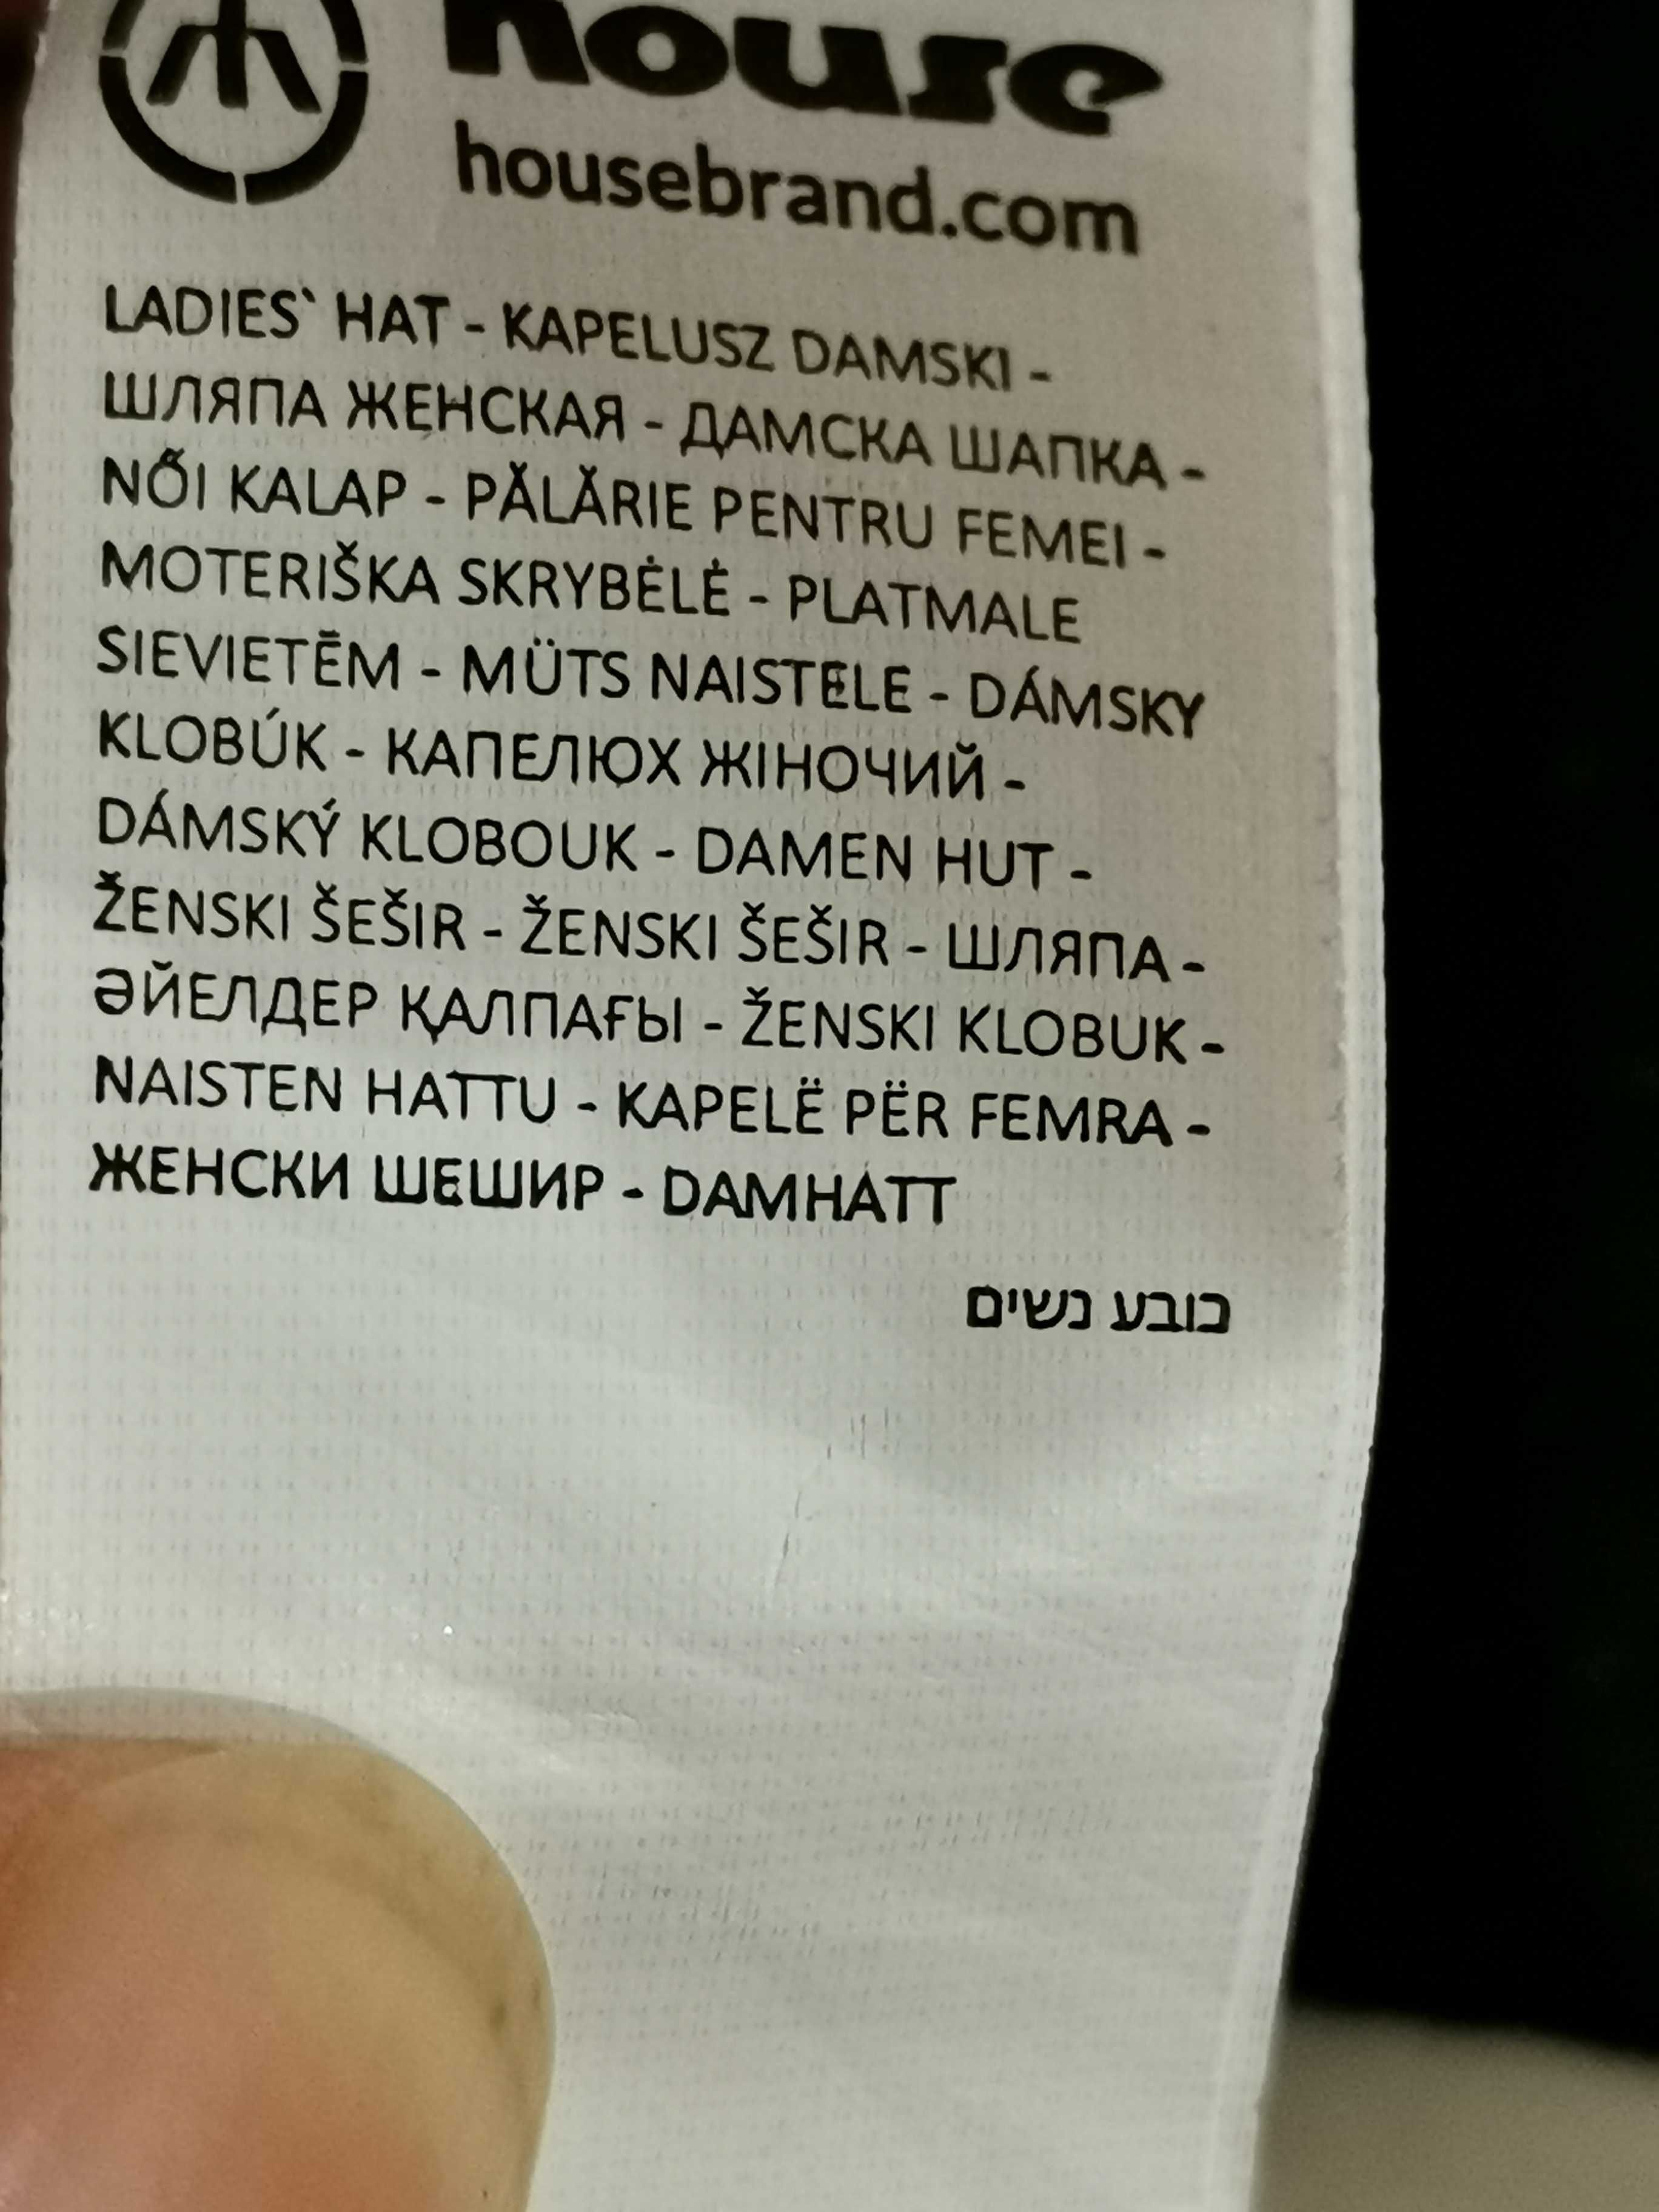 house
housebrand.com
LADIES` HAT - KAPELUSZ DAMSKI -
ШЛЯПА ЖЕНСКАЯ - ДАМСКА ШАПКА -
NŐI KALAP - PĂLĂRIE PENTRU FEMEI -
MOTERIŠKA SKRYBĖLĖ - PLATMALE
SIEVIETĒM - MÜTS NAISTELE - DÁMSKY
KLOBÚK - КАПЕЛЮХ ЖІНОЧИЙ -
DÁMSKÝ KLOBOUK - DAMEN HUT -
ŽENSKI ŠEŠIR - ŽENSKI ŠEŠIR - ШЛЯПА -
ӘЙЕЛДЕР ҚАЛПАҒЫ - ŽENSKI KLOBUK -
NAISTEN HATTU - KAPELË PËR FEMRA -
ЖЕНСКИ ШЕШИР - DAMHATT
כובע נשים